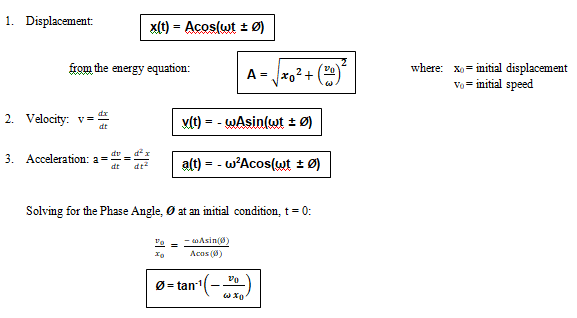 1. Displacement: x(t) = Acos(ωt ± Ø)
from the energy equation: A = √(x₀² + (v₀/ω)²) where: x₀ = initial displacement
v₀ = initial speed
2. Velocity: v = dx/dt v(t) = - ωAsin(ωt ± Ø)
3. Acceleration: a = dv/dt = d²x/dt² a(t) = - ω²Acos(ωt ± Ø)
Solving for the Phase Angle, Ø at an initial condition, t = 0:
v₀/x₀ = - ωAsin(Ø)/Acos(Ø)
Ø = tan⁻¹(- v₀/ω x₀)